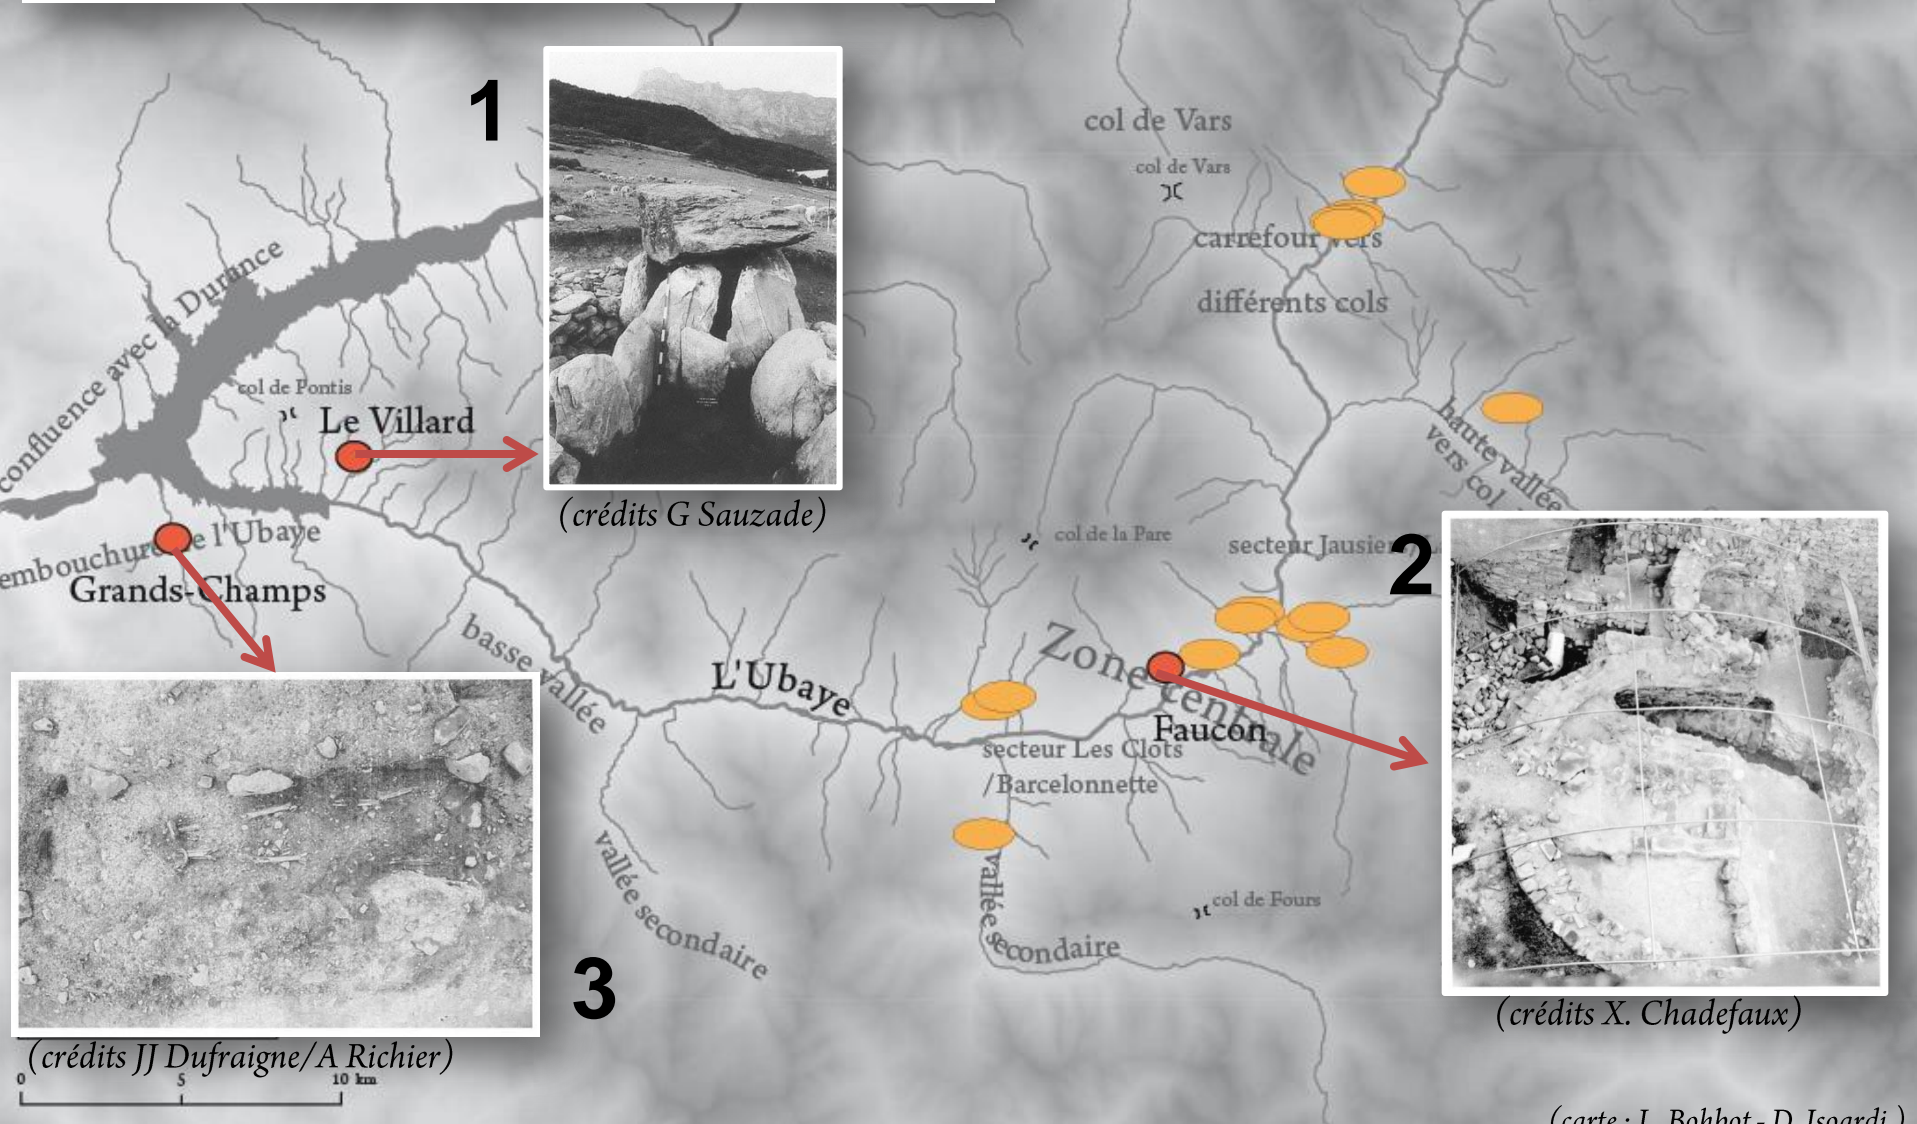 1
col de Vars
col de Vars
carrefour vers
différents cols
confluence avec la Durance
col de Pontis
Le Villard
(crédits G Sauzade)
haute vallée
vers col
embouchure de l'Ubaye
Grands-Champs
col de la Pare
secteur Jausiers
2
basse vallée
L'Ubaye
Zone centrale
Faucon
secteur Les Clots
/Barcelonnette
vallée secondaire
vallée secondaire
col de Fours
3
(crédits X. Chadefaux)
(crédits JJ Dufraigne/A Richier)
0 5 10 km
(carte : L. Bohbot - D. Isoardi )